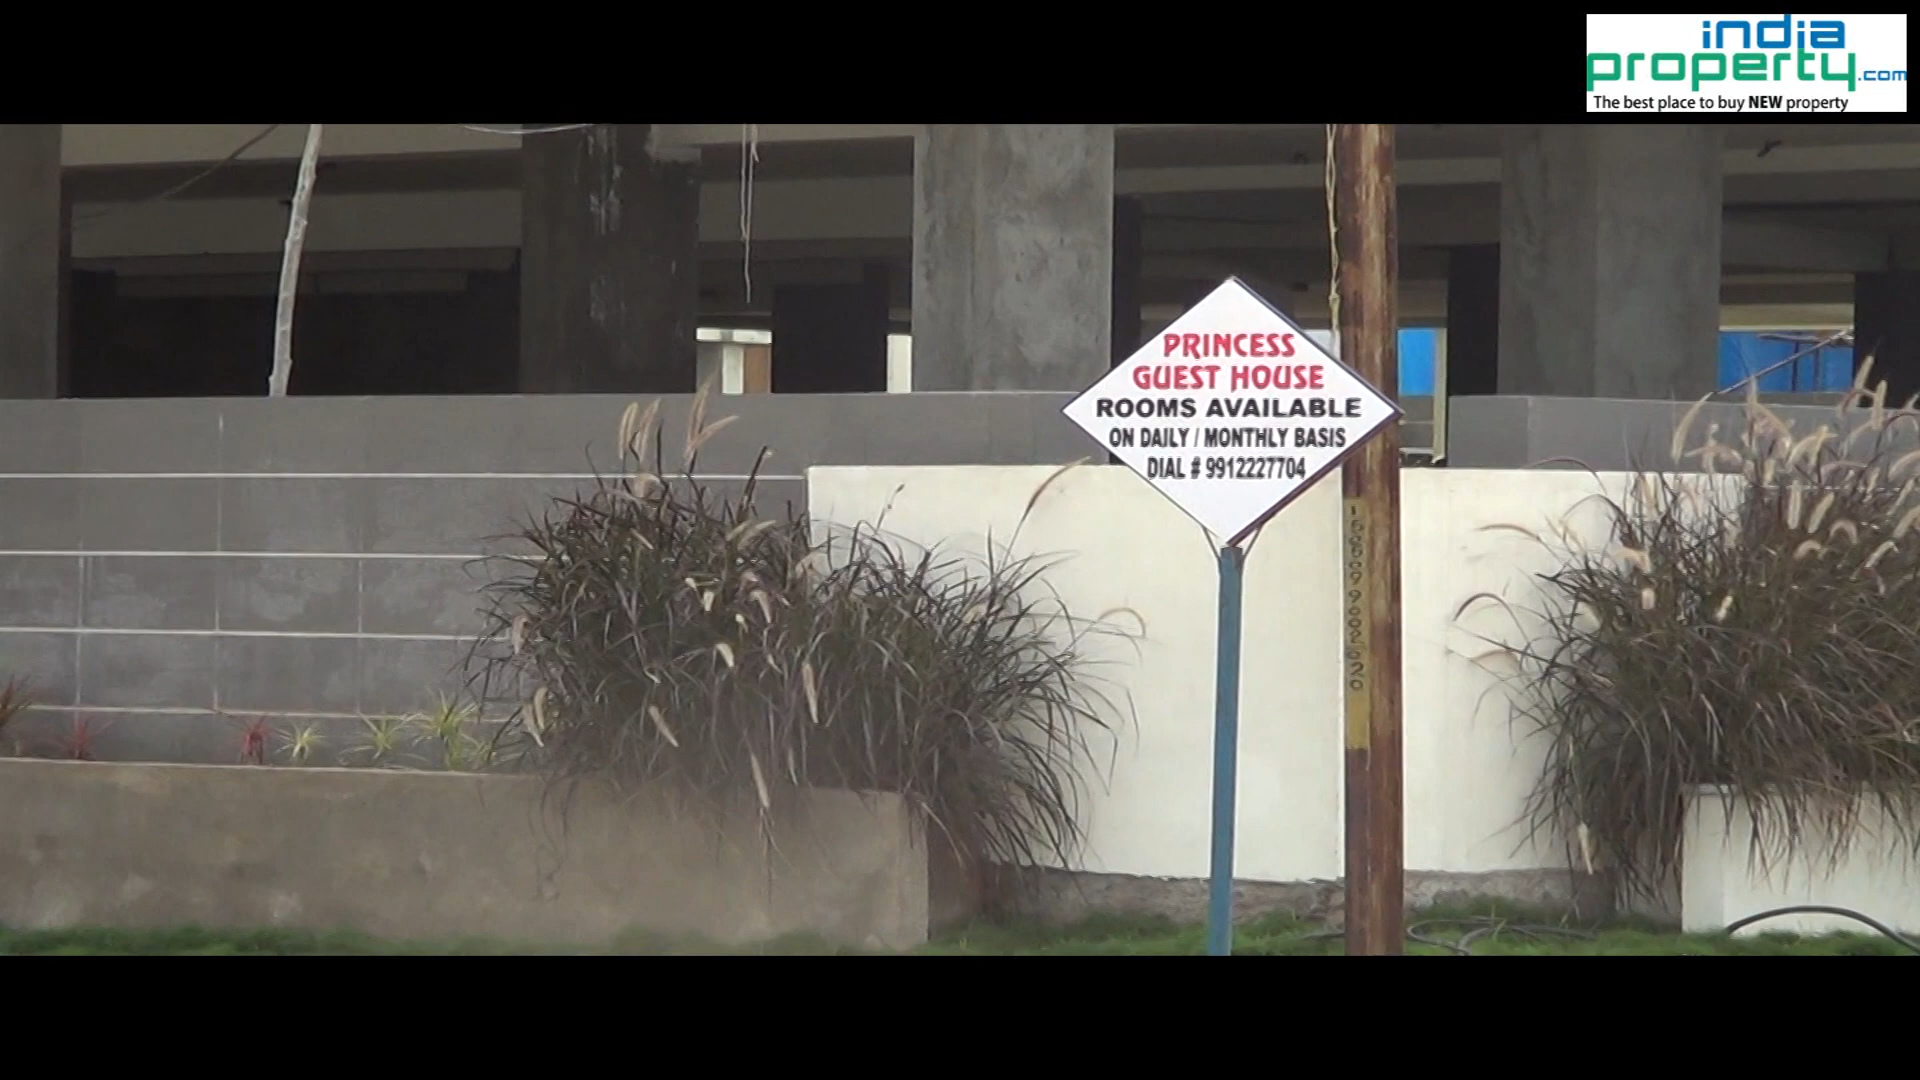 india
property.com
The best place to buy NEW property
PRINCESS
GUEST HOUSE
ROOMS AVAILABLE
ON DAILY / MONTHLY BASIS
DIAL # 9912227704